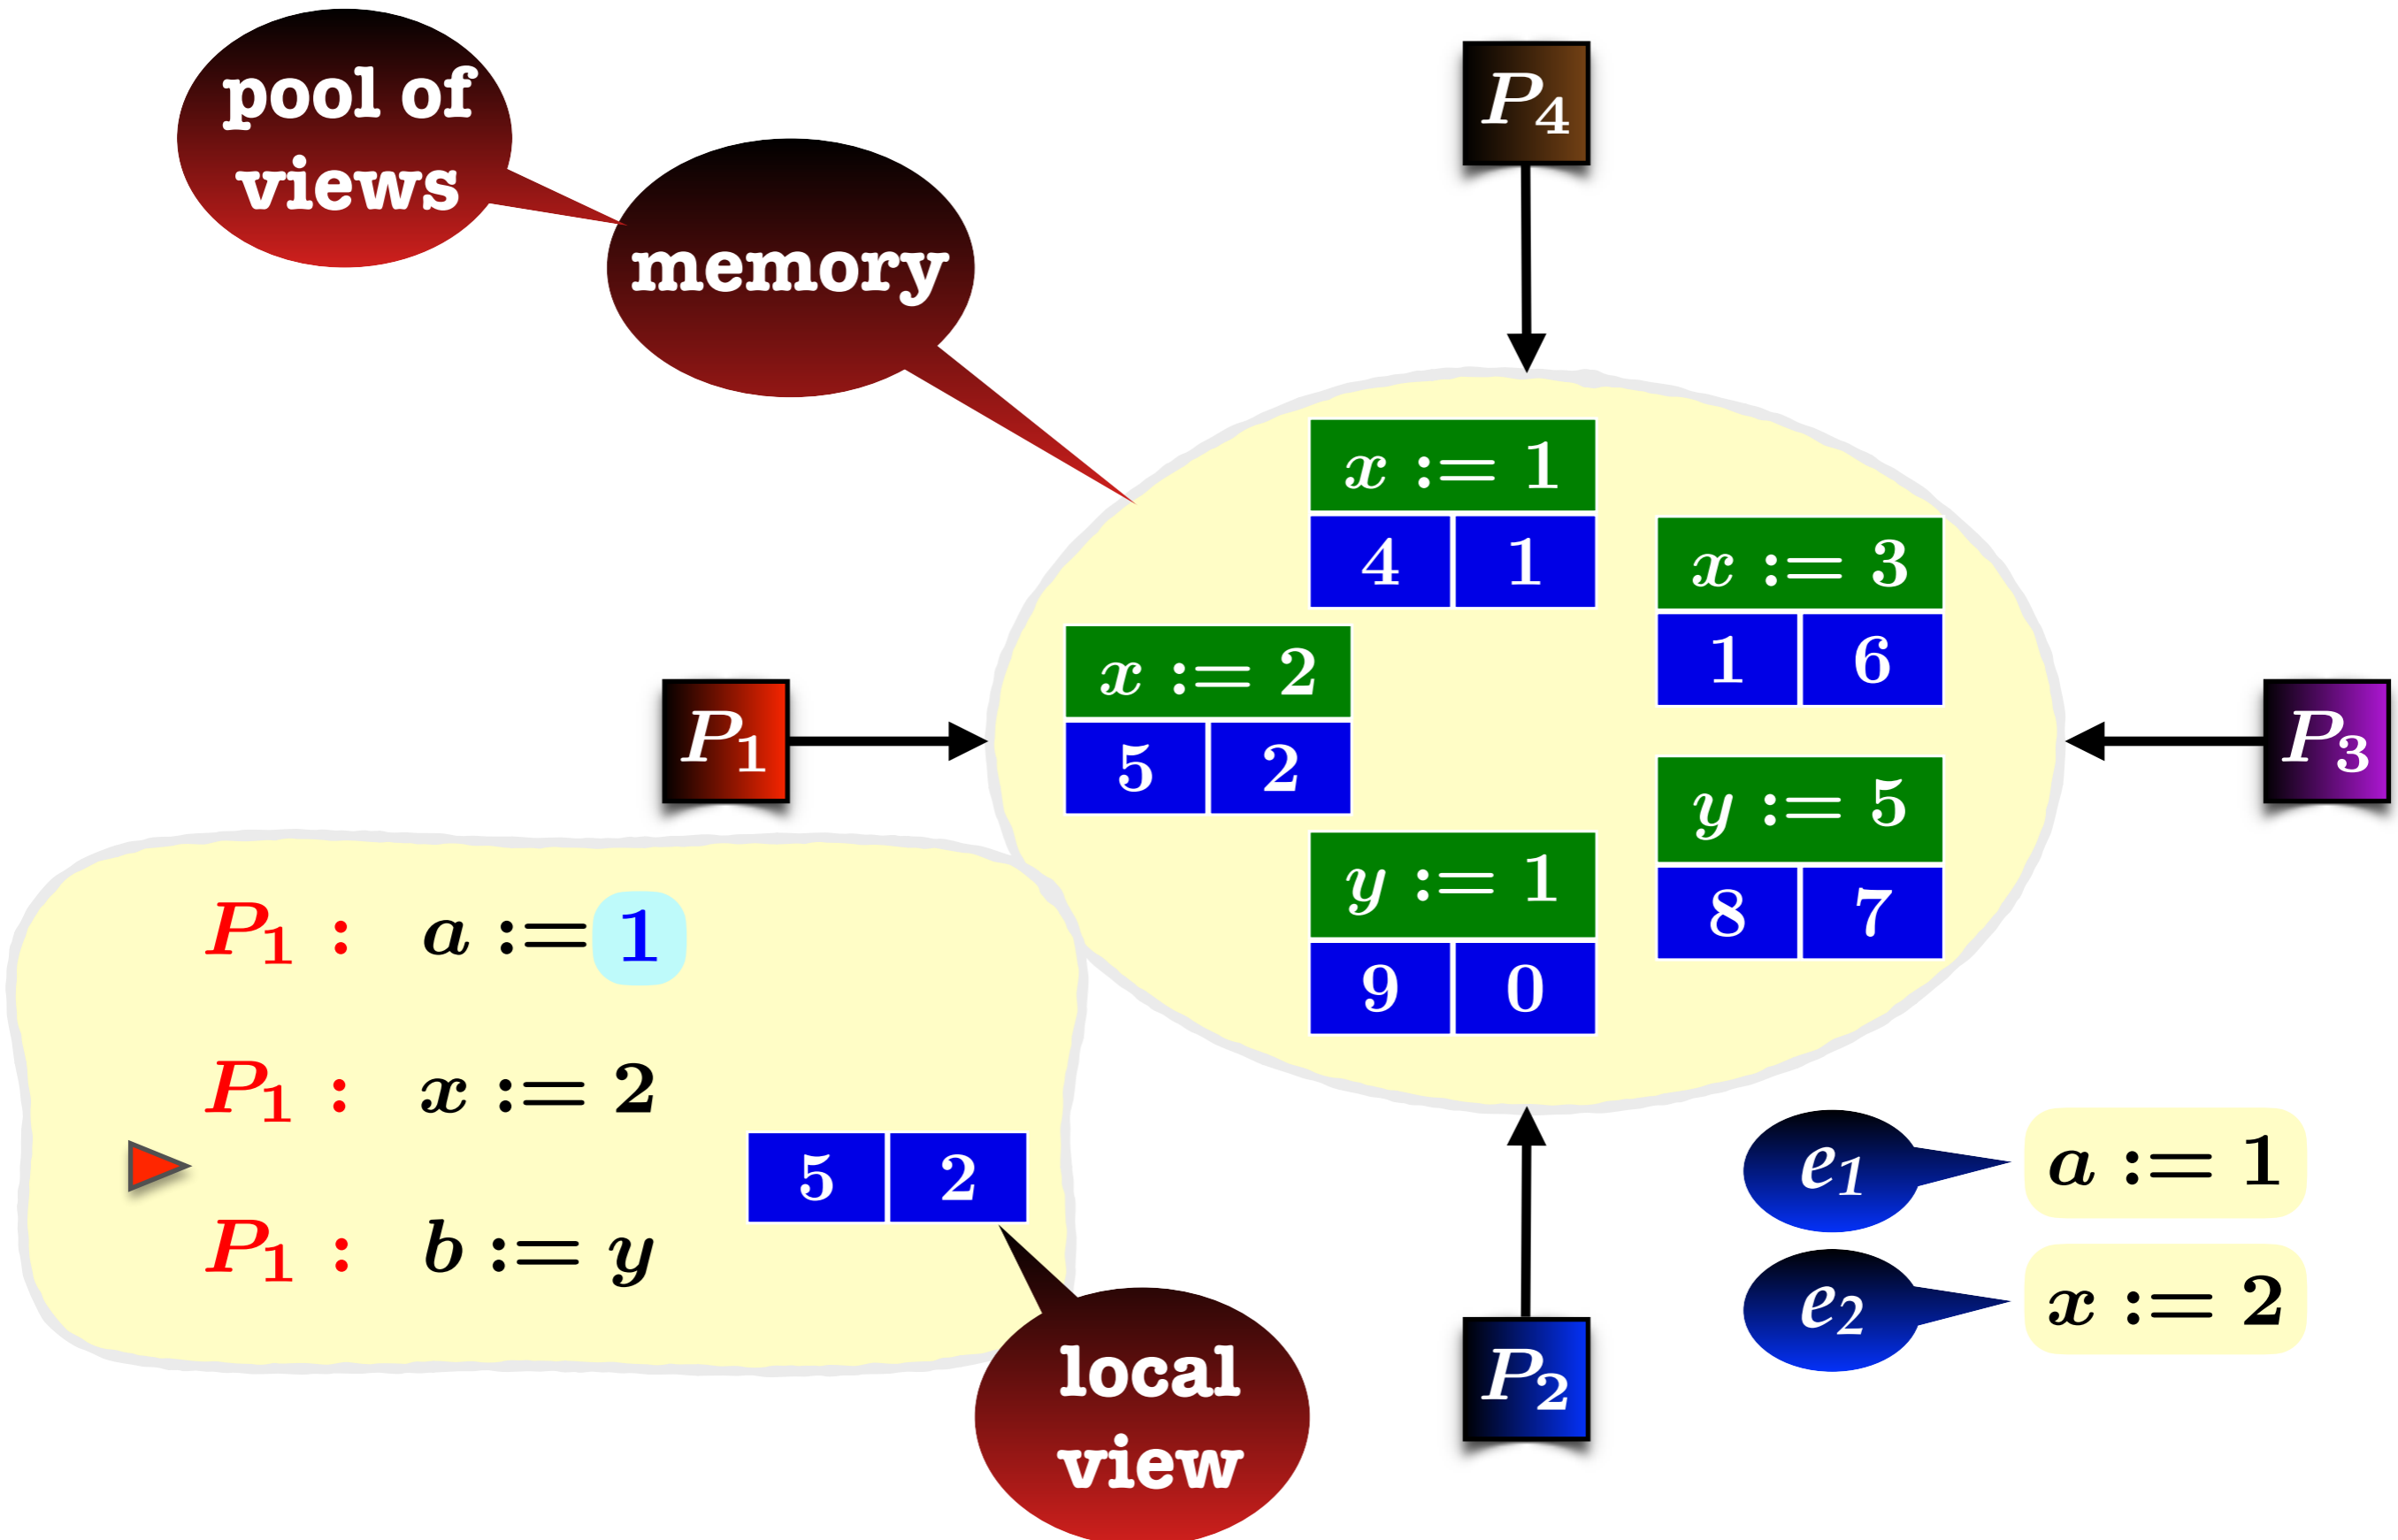 pool of
views
memory
P4
x := 1
4 1
x := 3
1 6
x := 2
5 2
P1
P3
y := 5
8 7
y := 1
9 0
P1 : a := 1
P1 : x := 2
5 2
P1 : b := y
local
view
P2
e1 a := 1
e2 x := 2